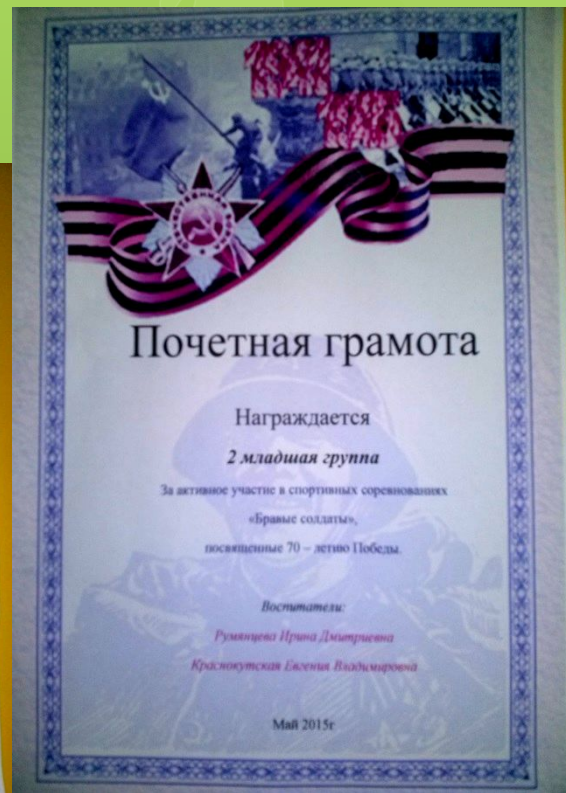 Почетная грамота
Награждается
2 младшая группа
За активное участие в спортивных соревнованиях
«Бравые солдаты»,
посвященные 70 – летию Победы.
Воспитатели:
Румянцева Ирина Дмитриевна
Краснокутская Евгения Владимировна
Май 2015г